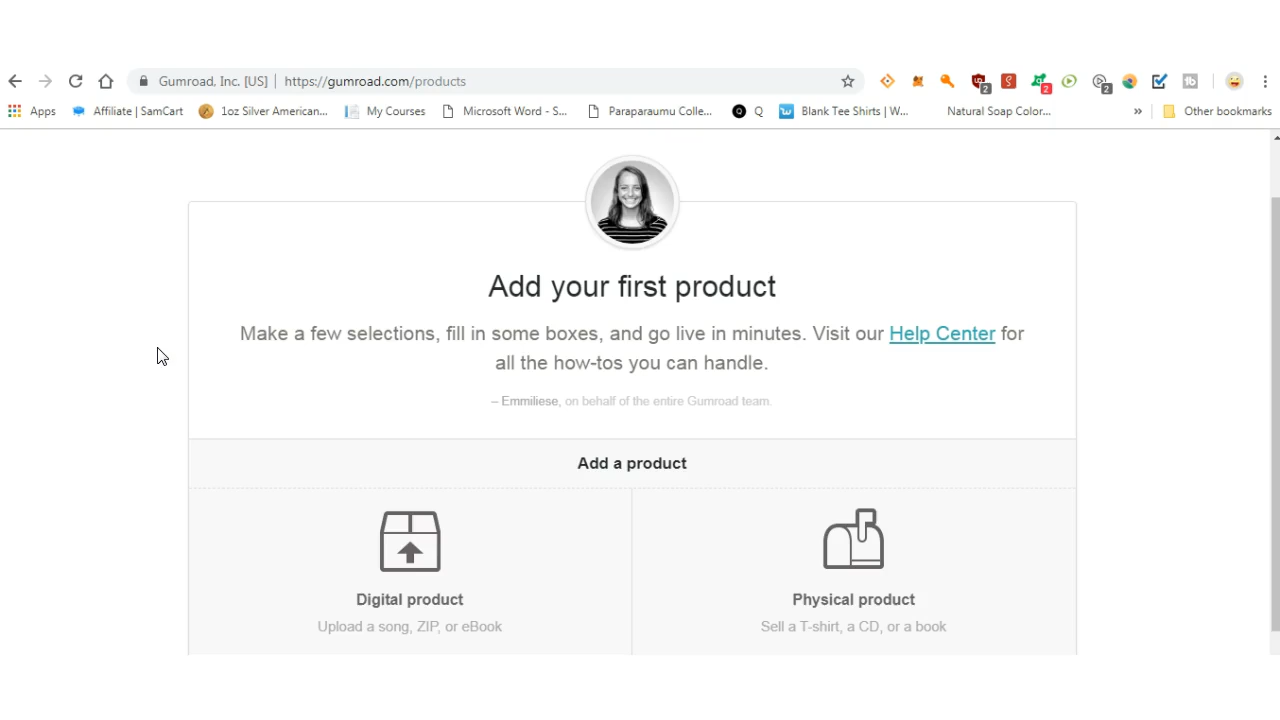 Gumroad, Inc. [US] | https://gumroad.com/products
Apps Affiliate | SamCart 1oz Silver American... My Courses Microsoft Word - S... Paraparaumu Colle... Q Q Blank Tee Shirts | W... Natural Soap Color... » Other bookmarks
Add your first product
Make a few selections, fill in some boxes, and go live in minutes. Visit our Help Center for
all the how-tos you can handle.
– Emmiliese, on behalf of the entire Gumroad team.
Add a product
Digital product Physical product
Upload a song, ZIP, or eBook Sell a T-shirt, a CD, or a book